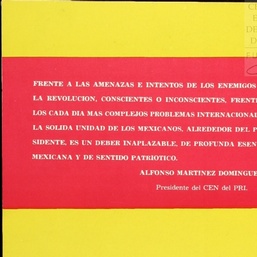 FRENTE A LAS AMENAZAS E INTENTOS DE LOS ENEMIGOS
LA REVOLUCION, CONSCIENTES O INCONSCIENTES, FRENT
LOS CADA DIA MAS COMPLEJOS PROBLEMAS INTERNACIONAL
LA SOLIDA UNIDAD DE LOS MEXICANOS, ALREDEDOR DEL P
SIDENTE, ES UN DEBER INAPLAZABLE, DE PROFUNDA ESEN
MEXICANA Y DE SENTIDO PATRIOTICO.
ALFONSO MARTINEZ DOMINGUE
Presidente del CEN del PRI.